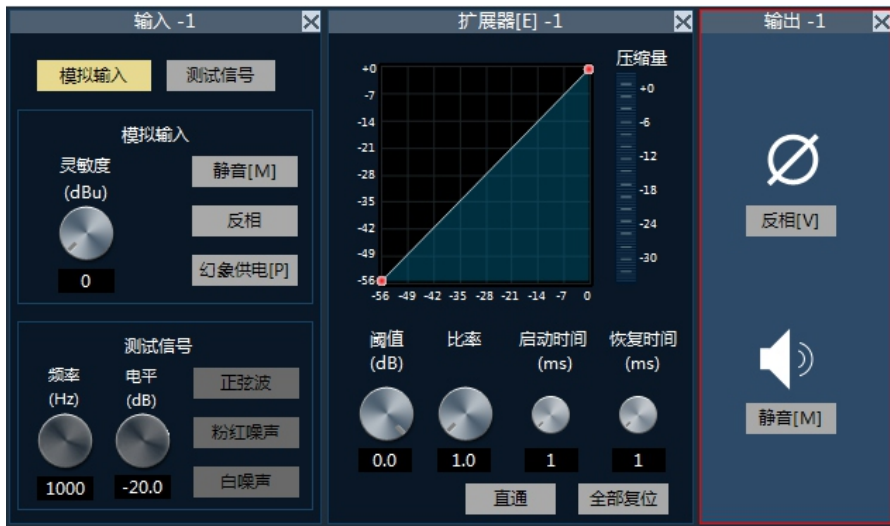 输入 -1
模拟输入
测试信号
模拟输入
灵敏度
(dBu)
0
静音[M]
反相
幻象供电[P]
测试信号
频率
(Hz)
1000
电平
(dB)
-20.0
正弦波
粉红噪声
白噪声
扩展器[E] -1
+0
-7
-14
-21
-28
-35
-42
-49
-56
-56 -49 -42 -35 -28 -21 -14 -7 0
压缩量
+0
-6
-12
-18
-24
-30
阈值
(dB)
0.0
比率
1.0
启动时间
(ms)
1
恢复时间
(ms)
1
直通
全部复位
输出 -1
反相[V]
静音[M]